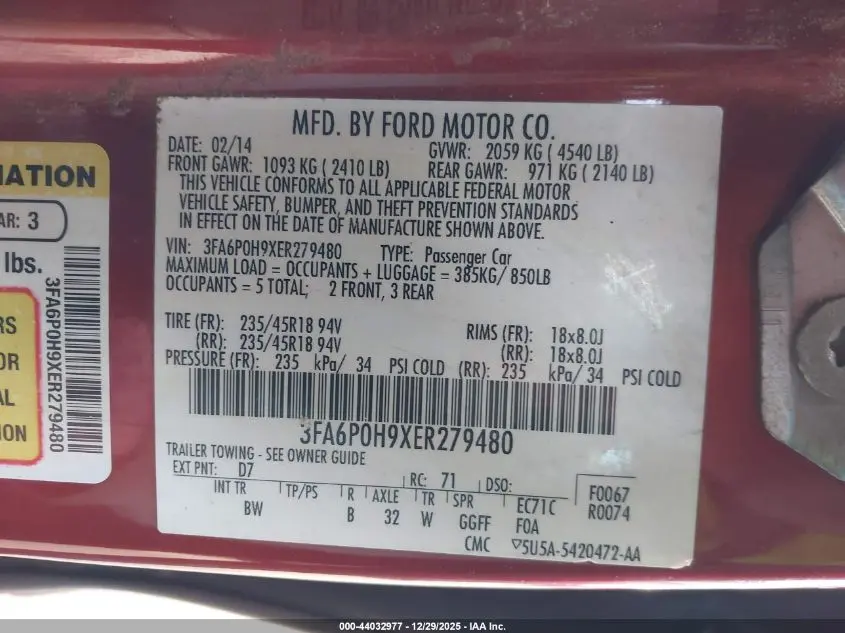 MFD. BY FORD MOTOR CO.
DATE: 02/14 GVWR: 2059 KG ( 4540 LB)
FRONT GAWR: 1093 KG ( 2410 LB) REAR GAWR: 971 KG ( 2140 LB)
THIS VEHICLE CONFORMS TO ALL APPLICABLE FEDERAL MOTOR
VEHICLE SAFETY, BUMPER, AND THEFT PREVENTION STANDARDS
IN EFFECT ON THE DATE OF MANUFACTURE SHOWN ABOVE.
VIN: 3FA6P0H9XER279480 TYPE: Passenger Car
MAXIMUM LOAD = OCCUPANTS + LUGGAGE = 385KG/ 850LB
OCCUPANTS = 5 TOTAL; 2 FRONT, 3 REAR
TIRE (FR): 235/45R18 94V RIMS (FR): 18x8.0J
(RR): 235/45R18 94V (RR): 18x8.0J
PRESSURE (FR): 235 kPa/ 34 PSI COLD (RR): 235 kPa/ 34 PSI COLD
3FA6P0H9XER279480
TRAILER TOWING - SEE OWNER GUIDE
EXT PNT: D7 RC: 71 DSO:
INT TR TP/PS R AXLE TR SPR EC71C F0067
BW B 32 W GGFF F0A R0074
CMC ▽5U5A-5420472-AA
MATION
AR: 3
lbs.
RS
OR
AL
ION
3FA6P0H9XER279480
000-44032977 - 12/29/2025 - IAA Inc.